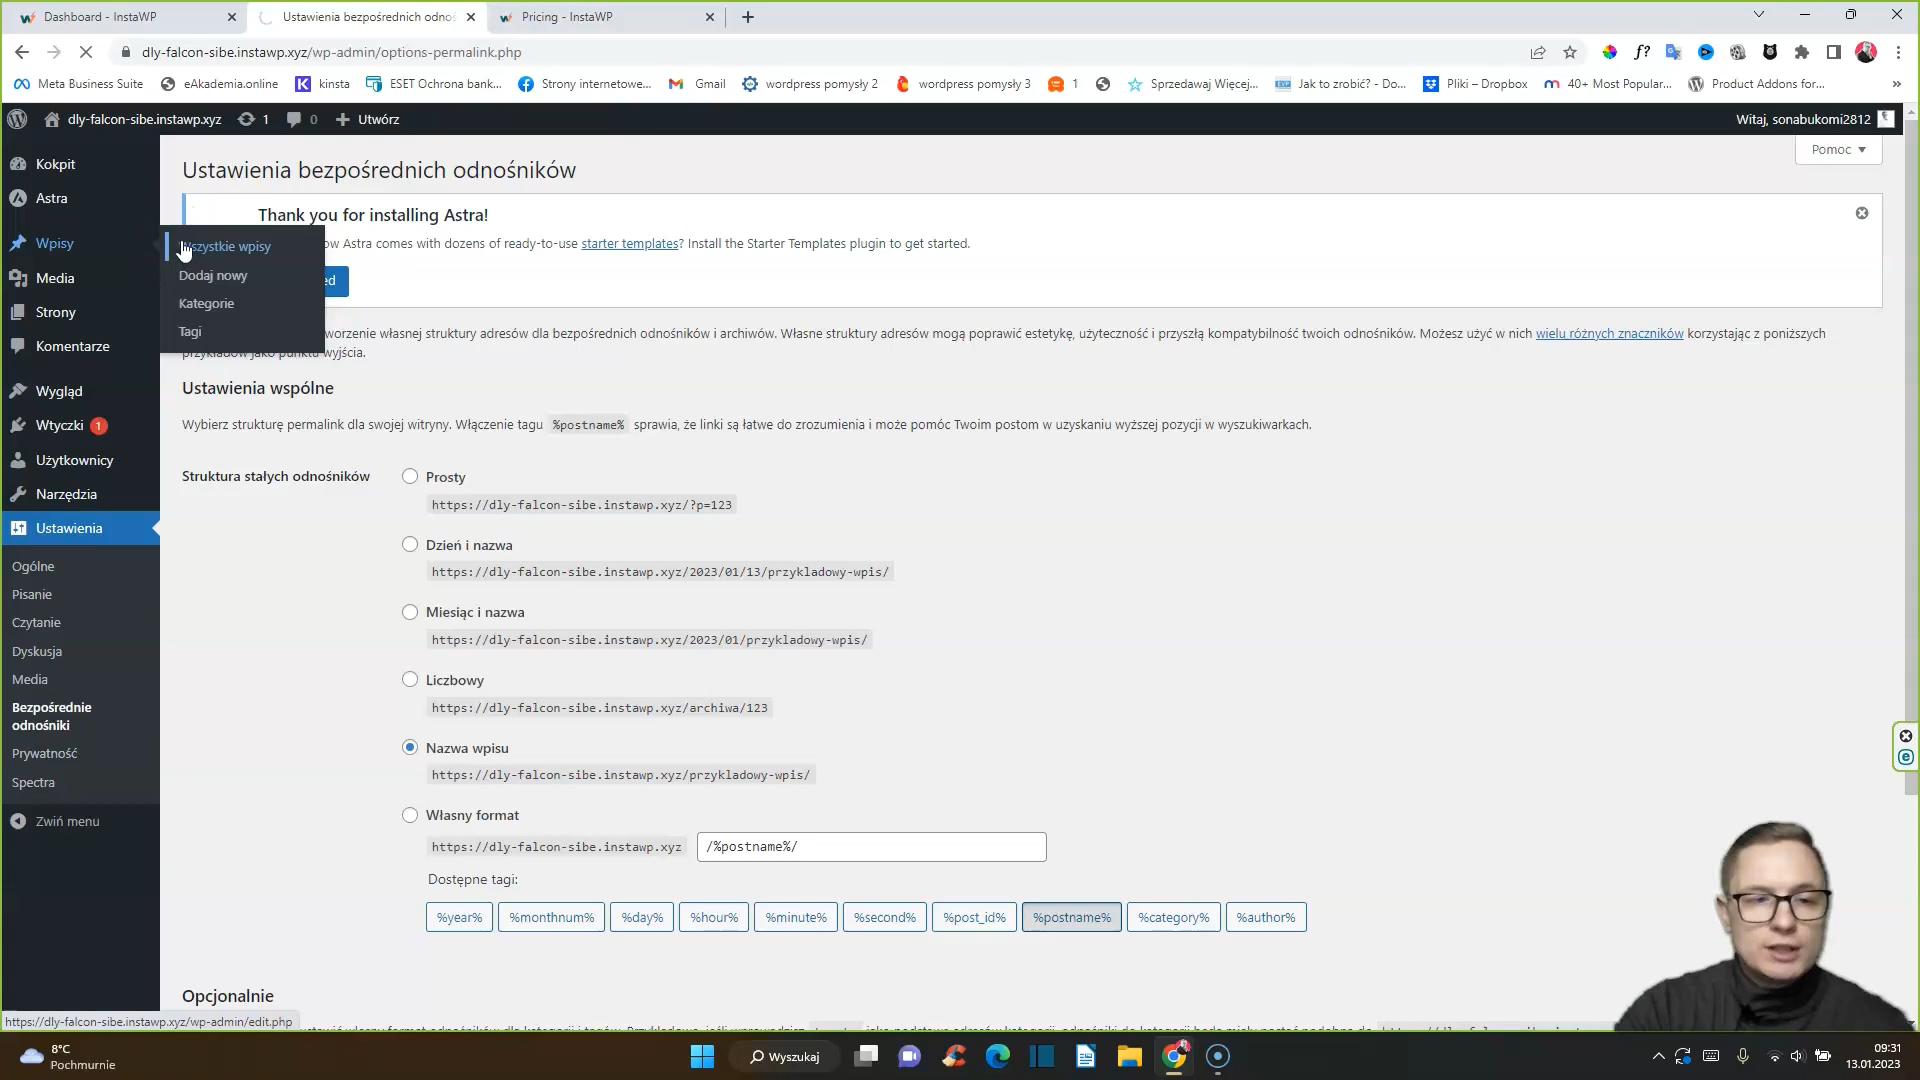 Dashboard - InstaWP
Ustawienia bezpośrednich odnoś
Pricing - InstaWP
dly-falcon-sibe.instawp.xyz/wp-admin/options-permalink.php
Meta Business Suite
eAkademia.online
kinsta
ESET Ochrona bank...
Strony internetowe...
Gmail
wordpress pomysły 2
wordpress pomysły 3
1
Sprzedawaj Więcej,...
Jak to zrobić? - Do...
Pliki – Dropbox
40+ Most Popular...
Product Addons for...
dly-falcon-sibe.instawp.xyz
1
0
Utwórz
Witaj, sonabukomi2812
Kokpit
Astra
Wpisy
Media
Strony
Komentarze
Wygląd
Wtyczki 1
Użytkownicy
Narzędzia
Ustawienia
Ogólne
Pisanie
Czytanie
Dyskusja
Media
Bezpośrednie
odnośniki
Prywatność
Spectra
Zwiń menu
Wszystkie wpisy
Dodaj nowy
Kategorie
Tagi
Pomoc
Ustawienia bezpośrednich odnośników
Thank you for installing Astra!
ow Astra comes with dozens of ready-to-use starter templates? Install the Starter Templates plugin to get started.
ed
worzenie własnej struktury adresów dla bezpośrednich odnośników i archiwów. Własne struktury adresów mogą poprawić estetykę, użyteczność i przyszłą kompatybilność twoich odnośników. Możesz użyć w nich wielu różnych znaczników korzystając z poniższych
przykładów jako punktu wyjścia.
Ustawienia wspólne
Wybierz strukturę permalink dla swojej witryny. Włączenie tagu %postname% sprawia, że linki są łatwe do zrozumienia i może pomóc Twoim postom w uzyskaniu wyższej pozycji w wyszukiwarkach.
Struktura stałych odnośników
Prosty
https://dly-falcon-sibe.instawp.xyz/?p=123
Dzień i nazwa
https://dly-falcon-sibe.instawp.xyz/2023/01/13/przykladowy-wpis/
Miesiąc i nazwa
https://dly-falcon-sibe.instawp.xyz/2023/01/przykladowy-wpis/
Liczbowy
https://dly-falcon-sibe.instawp.xyz/archiwa/123
Nazwa wpisu
https://dly-falcon-sibe.instawp.xyz/przykladowy-wpis/
Własny format
https://dly-falcon-sibe.instawp.xyz /%postname%/
Dostępne tagi:
%year% %monthnum% %day% %hour% %minute% %second% %post_id% %postname% %category% %author%
Opcjonalnie
https://dly-falcon-sibe.instawp.xyz/wp-admin/edit.php
8°C
Pochmurnie
Wyszukaj
09:31
13.01.2023